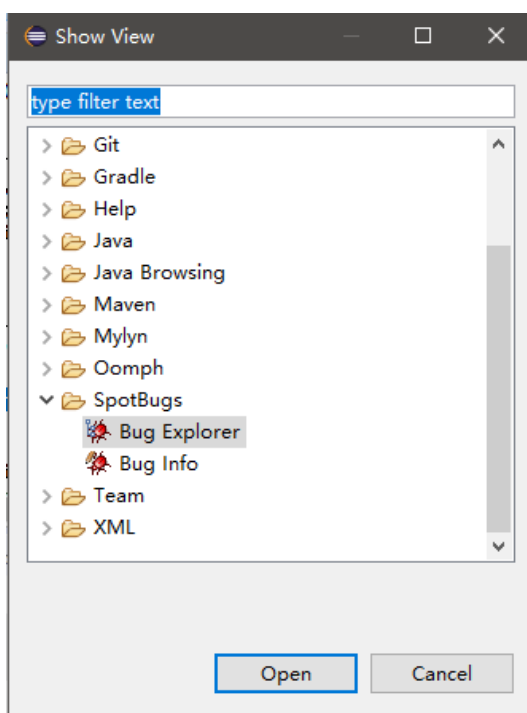 Show View
type filter text
Git
Gradle
Help
Java
Java Browsing
Maven
Mylyn
Oomph
SpotBugs
Bug Explorer
Bug Info
Team
XML
Open
Cancel